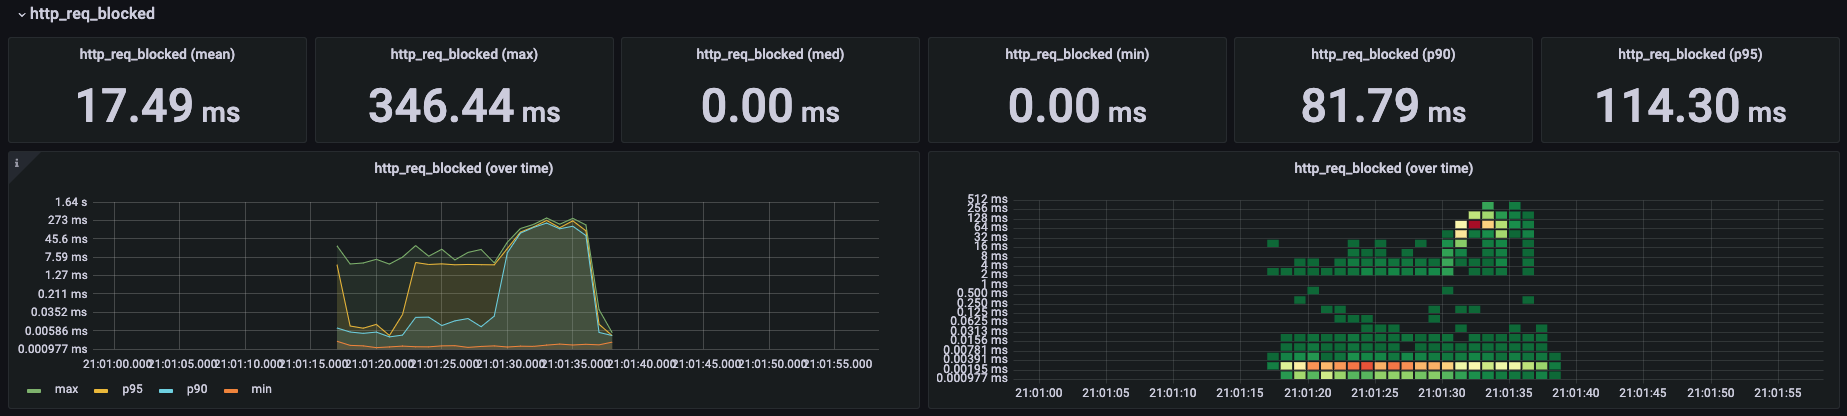 http_req_blocked
http_req_blocked (mean)
17.49 ms
http_req_blocked (max)
346.44 ms
http_req_blocked (med)
0.00 ms
http_req_blocked (min)
0.00 ms
http_req_blocked (p90)
81.79 ms
http_req_blocked (p95)
114.30 ms
i
http_req_blocked (over time)
1.64 s
273 ms
45.6 ms
7.59 ms
1.27 ms
0.211 ms
0.0352 ms
0.00586 ms
0.000977 ms
21:01:00.000 21:01:05.000 21:01:10.000 21:01:15.000 21:01:20.000 21:01:25.000 21:01:30.000 21:01:35.000 21:01:40.000 21:01:45.000 21:01:50.000 21:01:55.000
max p95 p90 min
http_req_blocked (over time)
512 ms
256 ms
128 ms
64 ms
32 ms
16 ms
8 ms
4 ms
2 ms
1 ms
0.500 ms
0.250 ms
0.125 ms
0.0625 ms
0.0313 ms
0.0156 ms
0.00781 ms
0.00391 ms
0.00195 ms
0.000977 ms
21:01:00 21:01:05 21:01:10 21:01:15 21:01:20 21:01:25 21:01:30 21:01:35 21:01:40 21:01:45 21:01:50 21:01:55